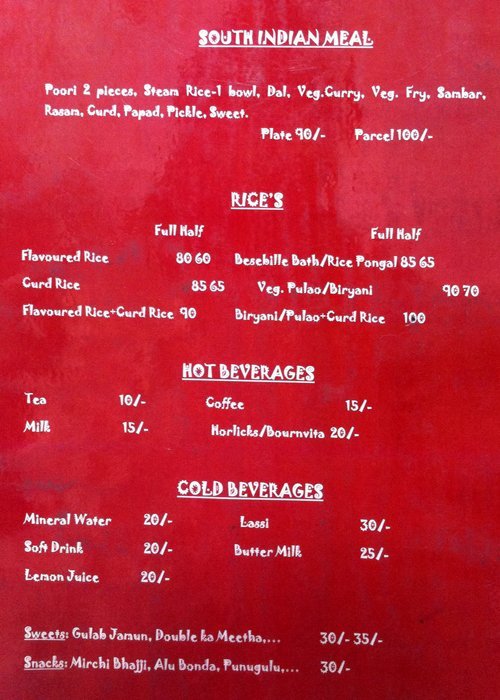 SOUTH INDIAN MEAL
Poori 2 pieces, Steam Rice-1 bowl, Dal, Veg.Curry, Veg. Fry, Sambar,
Rasam, Curd, Papad, Pickle, Sweet.
Plate 90/- Parcel 100/-
RICE'S
Full Half Full Half
Flavoured Rice 80 60 Besebille Bath/Rice Pongal 85 65
Curd Rice 85 65 Veg. Pulao/Biryani 90 70
Flavoured Rice+Curd Rice 90 Biryani/Pulao+Curd Rice 100
HOT BEVERAGES
Tea 10/- Coffee 15/-
Milk 15/- Horlicks/Bournvita 20/-
COLD BEVERAGES
Mineral Water 20/- Lassi 30/-
Soft Drink 20/- Butter Milk 25/-
Lemon Juice 20/-
Sweets: Gulab Jamun, Double ka Meetha,... 30/- 35/-
Snacks: Mirchi Bhajji, Alu Bonda, Punugulu,... 30/-